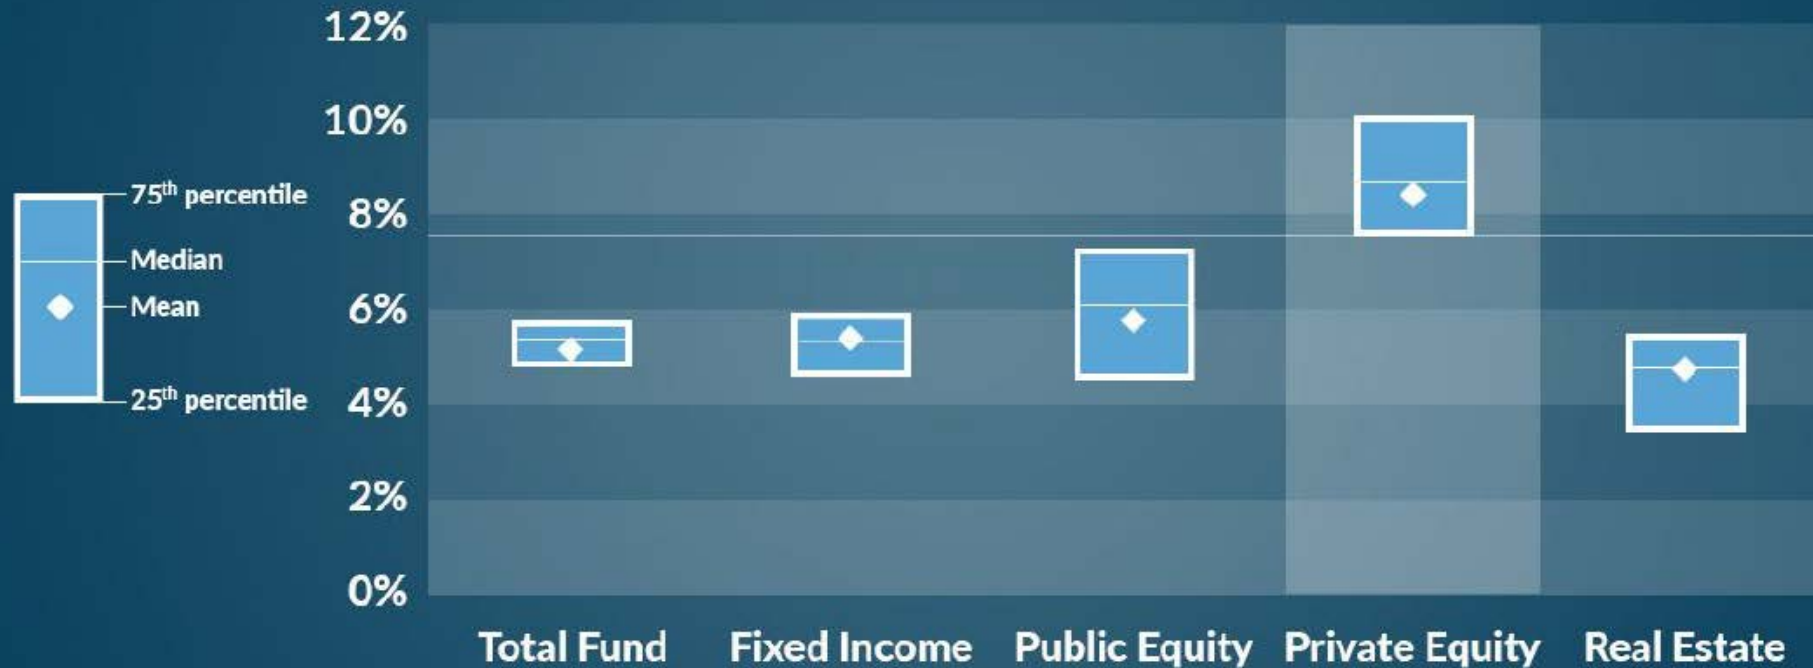 12%
10%
8%
6%
4%
2%
0%
75th percentile
Median
Mean
25th percentile
Total Fund
Fixed Income
Public Equity
Private Equity
Real Estate